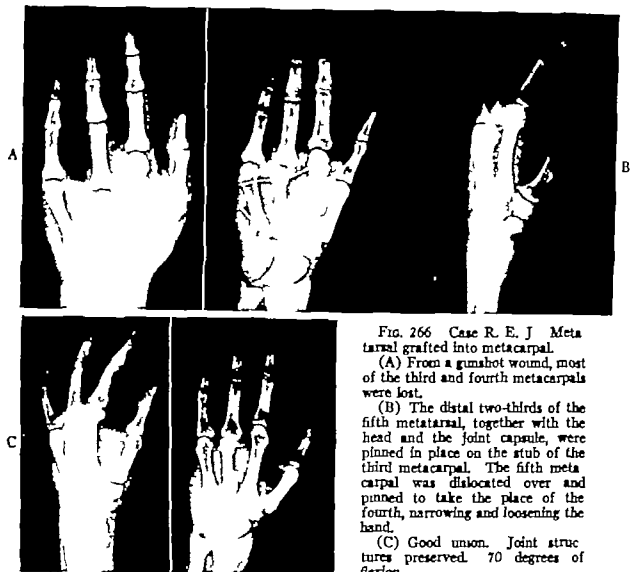 A
B
C
FIG. 266 Case R. E. J Meta
tarsal grafted into metacarpal.
(A) From a gunshot wound, most
of the third and fourth metacarpals
were lost.
(B) The distal two-thirds of the
fifth metatarsal, together with the
head and the joint capsule, were
pinned in place on the stub of the
third metacarpal. The fifth meta
carpal was dislocated over and
pinned to take the place of the
fourth, narrowing and loosening the
hand.
(C) Good union. Joint struc
tures preserved. 70 degrees of
flexion